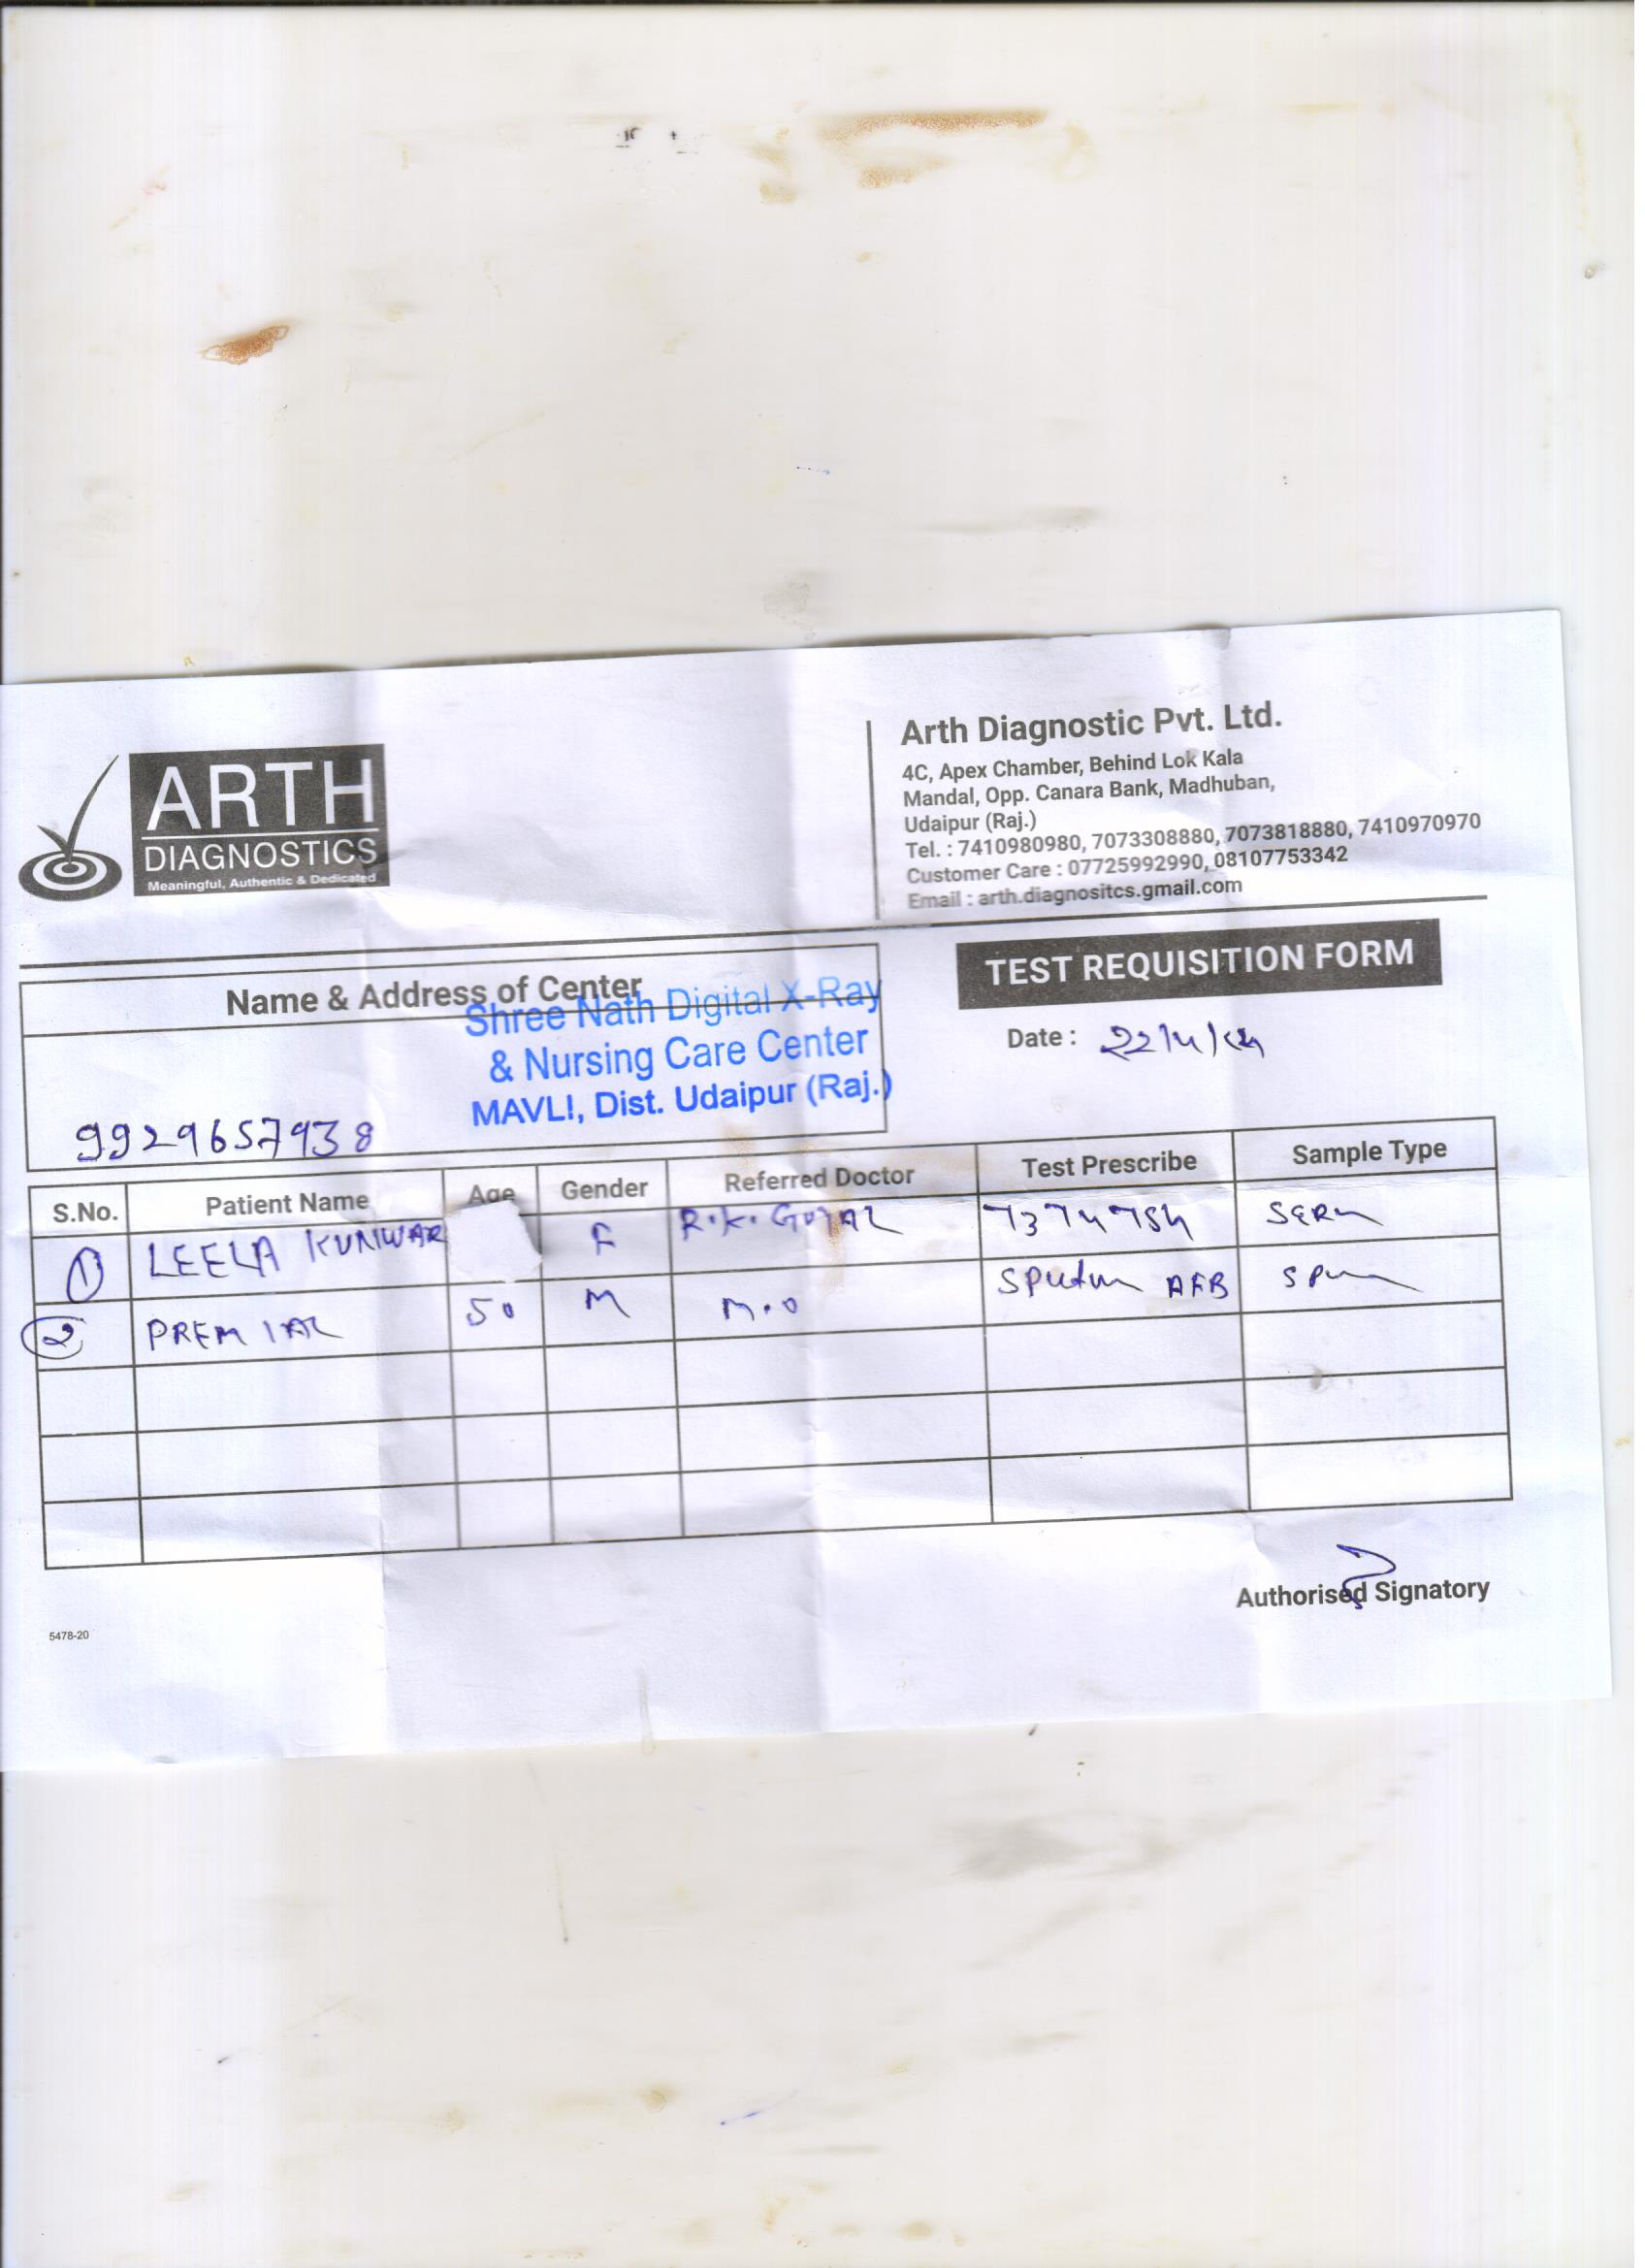 ARTH
DIAGNOSTICS
Meaningful, Authentic & Dedicated
Arth Diagnostic Pvt. Ltd.
4C, Apex Chamber, Behind Lok Kala
Mandal, Opp. Canara Bank, Madhuban,
Udaipur (Raj.)
Tel. : 7410980980, 7073308880, 7073818880, 7410970970
Customer Care : 07725992990, 08107753342
Email : arth.diagnositcs.gmail.com
TEST REQUISITION FORM
Name & Address of Center
Shree Nath Digital X-Ray
& Nursing Care Center
MAVLI, Dist. Udaipur (Raj.)
9929657938
Date :
S.No. Patient Name Age Gender Referred Doctor Test Prescribe Sample Type
1 LEELA KUNWAR F R.K. GOYAL T3 T4 TSH
2 PREM LAL 50 M M.O Sputum AFB
Authorised Signatory
5478-20